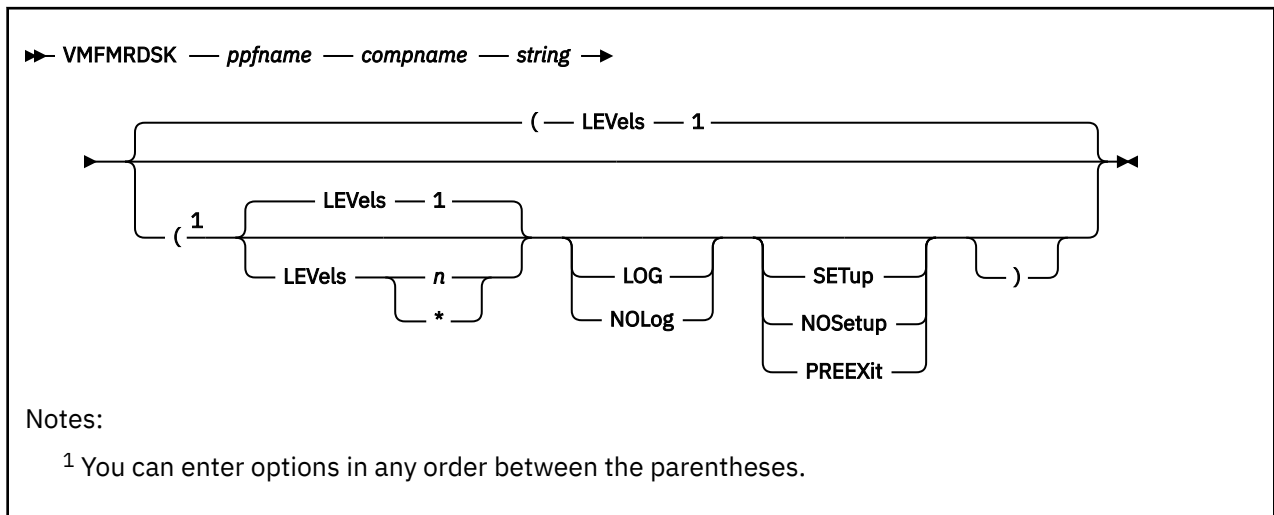 VMFMRDSK ppfname compname string
( LEVels 1
LEVels 1
( 1
LEVels n
*
LOG
NOLog
SETup
NOSetup
PREEXit
)
Notes:
1 You can enter options in any order between the parentheses.